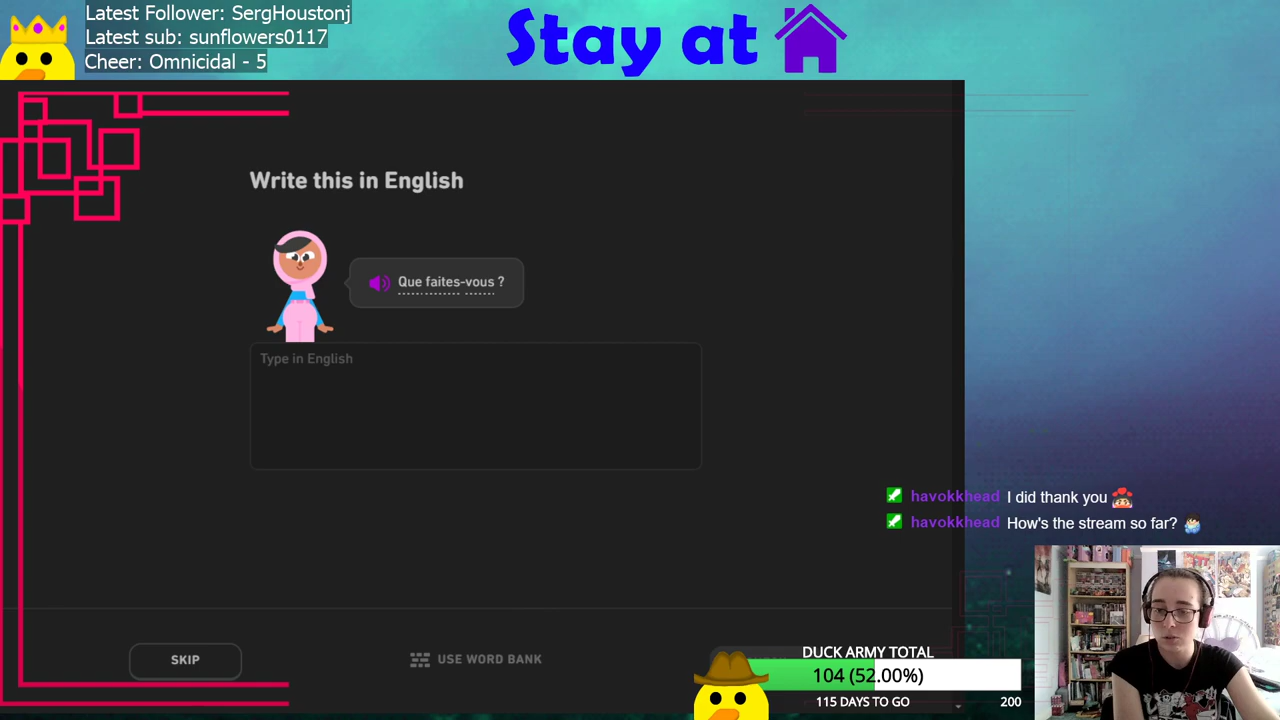 Latest Follower: SergHoustonj
Latest sub: sunflowers0117
Cheer: Omnicidal - 5
Stay at
Write this in English
Que faites-vous ?
Type in English
havokkhead I did thank you
havokkhead How's the stream so far?
SKIP
USE WORD BANK
DUCK ARMY TOTAL
104 (52.00%)
115 DAYS TO GO
200